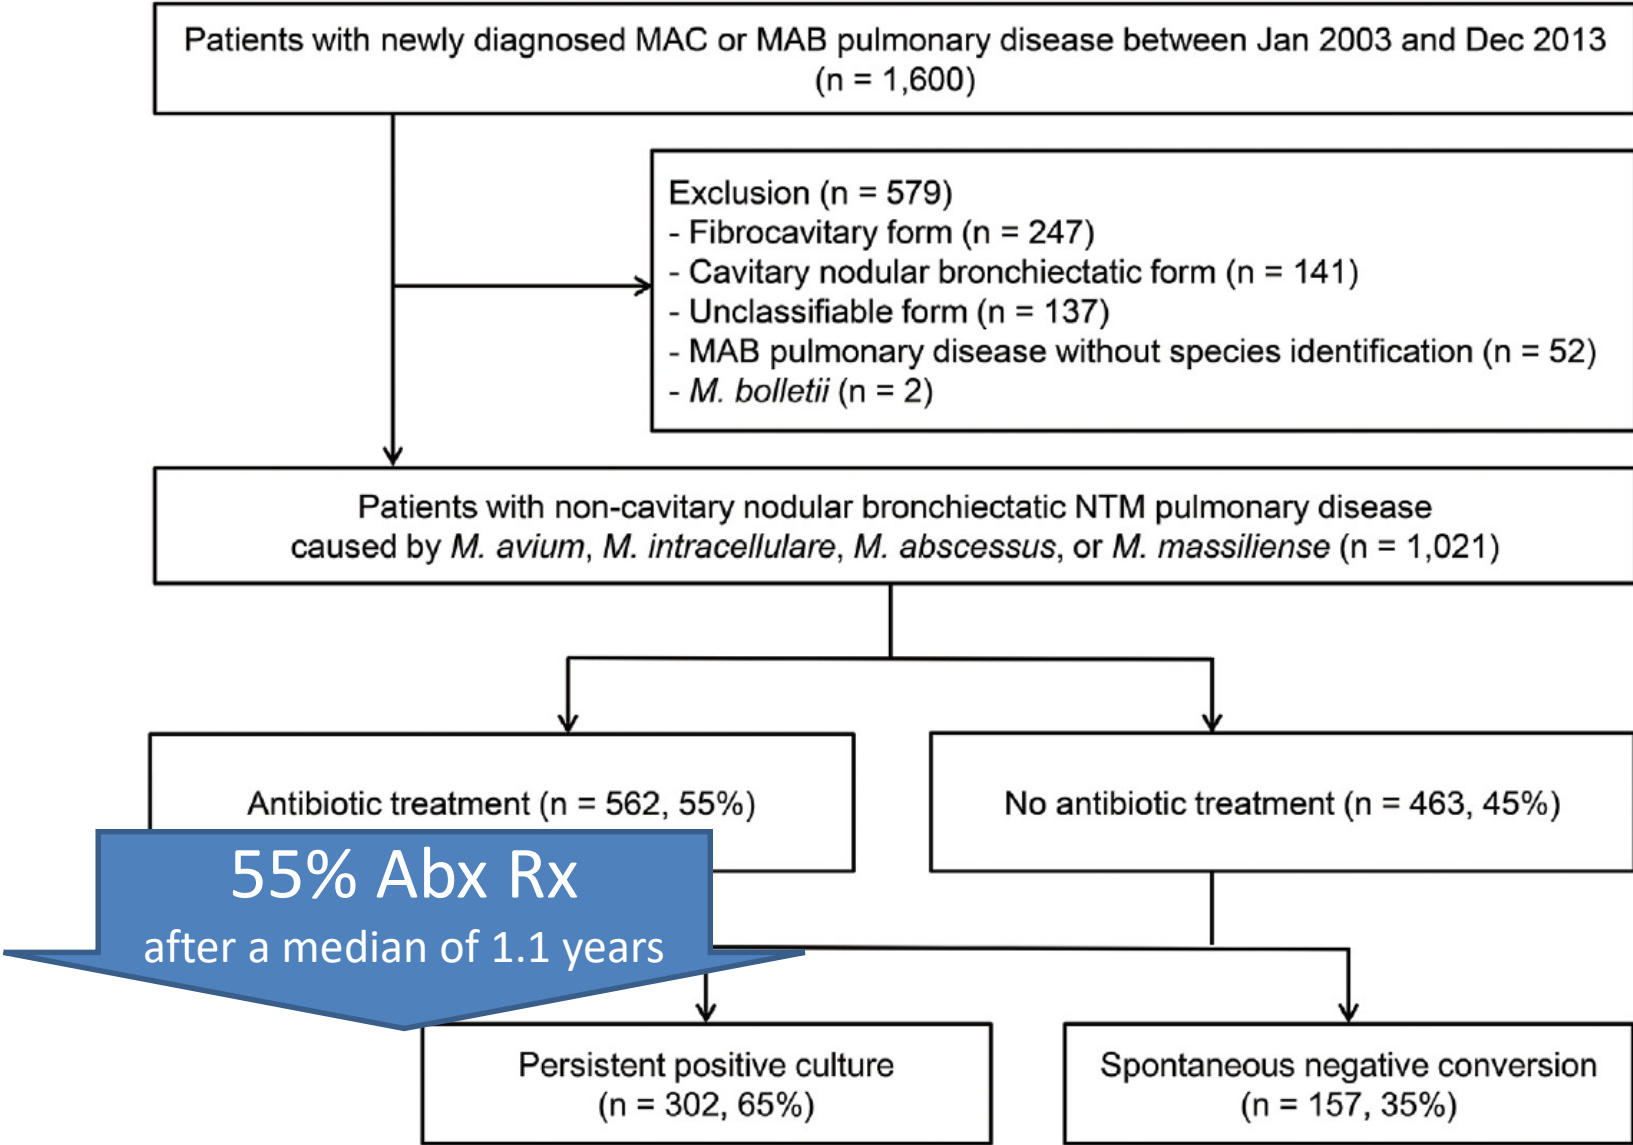 Patients with newly diagnosed MAC or MAB pulmonary disease between Jan 2003 and Dec 2013
(n = 1,600)
Exclusion (n = 579)
- Fibrocavitary form (n = 247)
- Cavitary nodular bronchiectatic form (n = 141)
- Unclassifiable form (n = 137)
- MAB pulmonary disease without species identification (n = 52)
- M. bolletii (n = 2)
Patients with non-cavitary nodular bronchiectatic NTM pulmonary disease
caused by M. avium, M. intracellulare, M. abscessus, or M. massiliense (n = 1,021)
Antibiotic treatment (n = 562, 55%)
No antibiotic treatment (n = 463, 45%)
55% Abx Rx
after a median of 1.1 years
Persistent positive culture
(n = 302, 65%)
Spontaneous negative conversion
(n = 157, 35%)